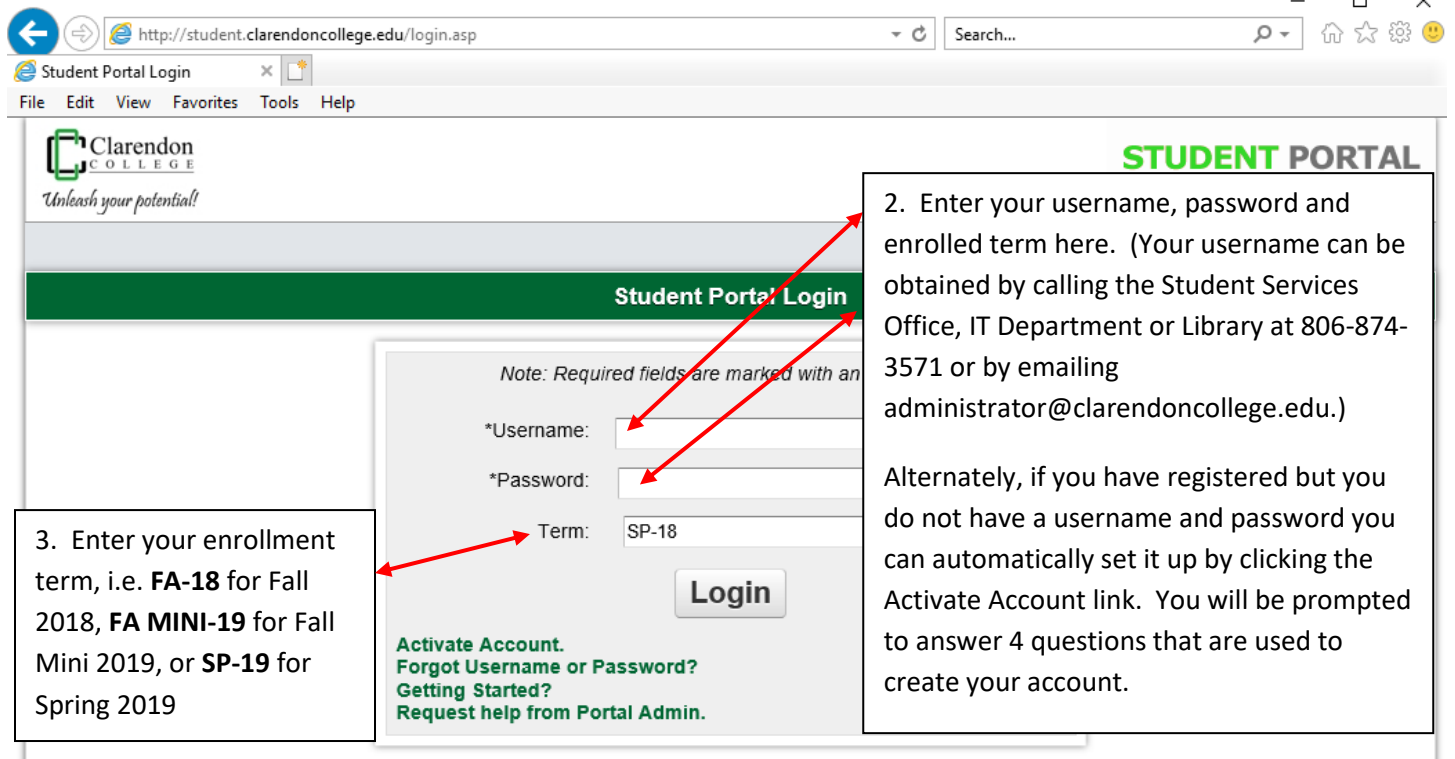 http://student.clarendoncollege.edu/login.asp
Search...
Student Portal Login
File Edit View Favorites Tools Help
Clarendon
COLLEGE
Unleash your potential!
STUDENT PORTAL
Student Portal Login
2. Enter your username, password and
enrolled term here. (Your username can be
obtained by calling the Student Services
Office, IT Department or Library at 806-874-
3571 or by emailing
administrator@clarendoncollege.edu.)
Alternately, if you have registered but you
do not have a username and password you
can automatically set it up by clicking the
Activate Account link. You will be prompted
to answer 4 questions that are used to
create your account.
Note: Required fields are marked with an
*Username:
*Password:
Term: SP-18
Login
Activate Account.
Forgot Username or Password?
Getting Started?
Request help from Portal Admin.
3. Enter your enrollment
term, i.e. FA-18 for Fall
2018, FA MINI-19 for Fall
Mini 2019, or SP-19 for
Spring 2019